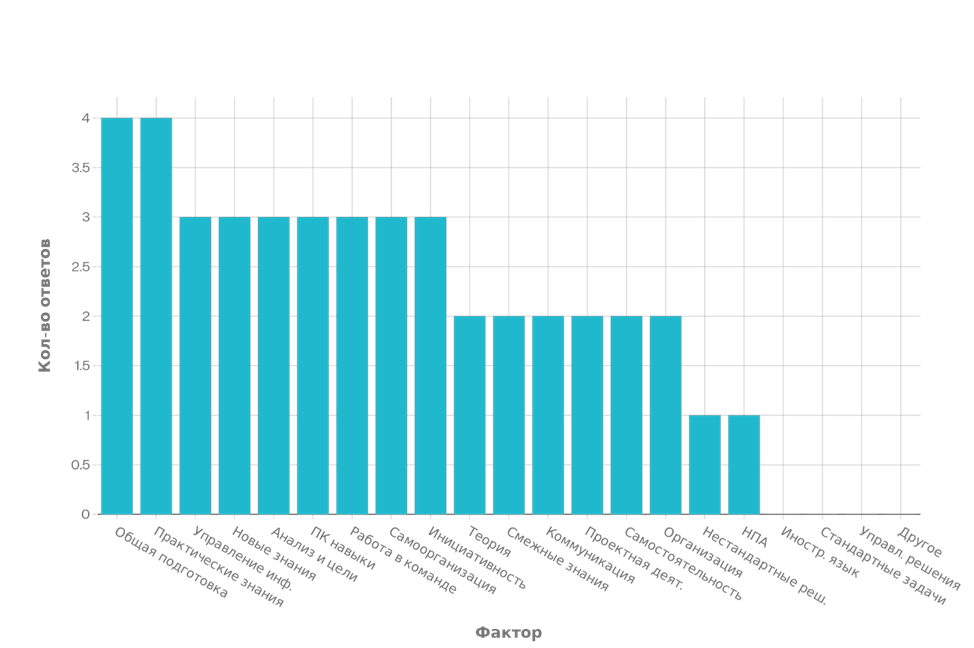 4
3.5
3
2.5
2
1.5
1
0.5
0
Кол-во ответов
Общая подготовка
Практические знания
Управление инф.
Новые знания
Анализ и цели
ПК навыки
Работа в команде
Самоорганизация
Инициативность
Теория
Смежные знания
Коммуникация
Проектная деят.
Самостоятельность
Организация
Нестандартные реш.
НПА
Иностр. язык
Стандартные задачи
Управл. решения
Другое
Фактор